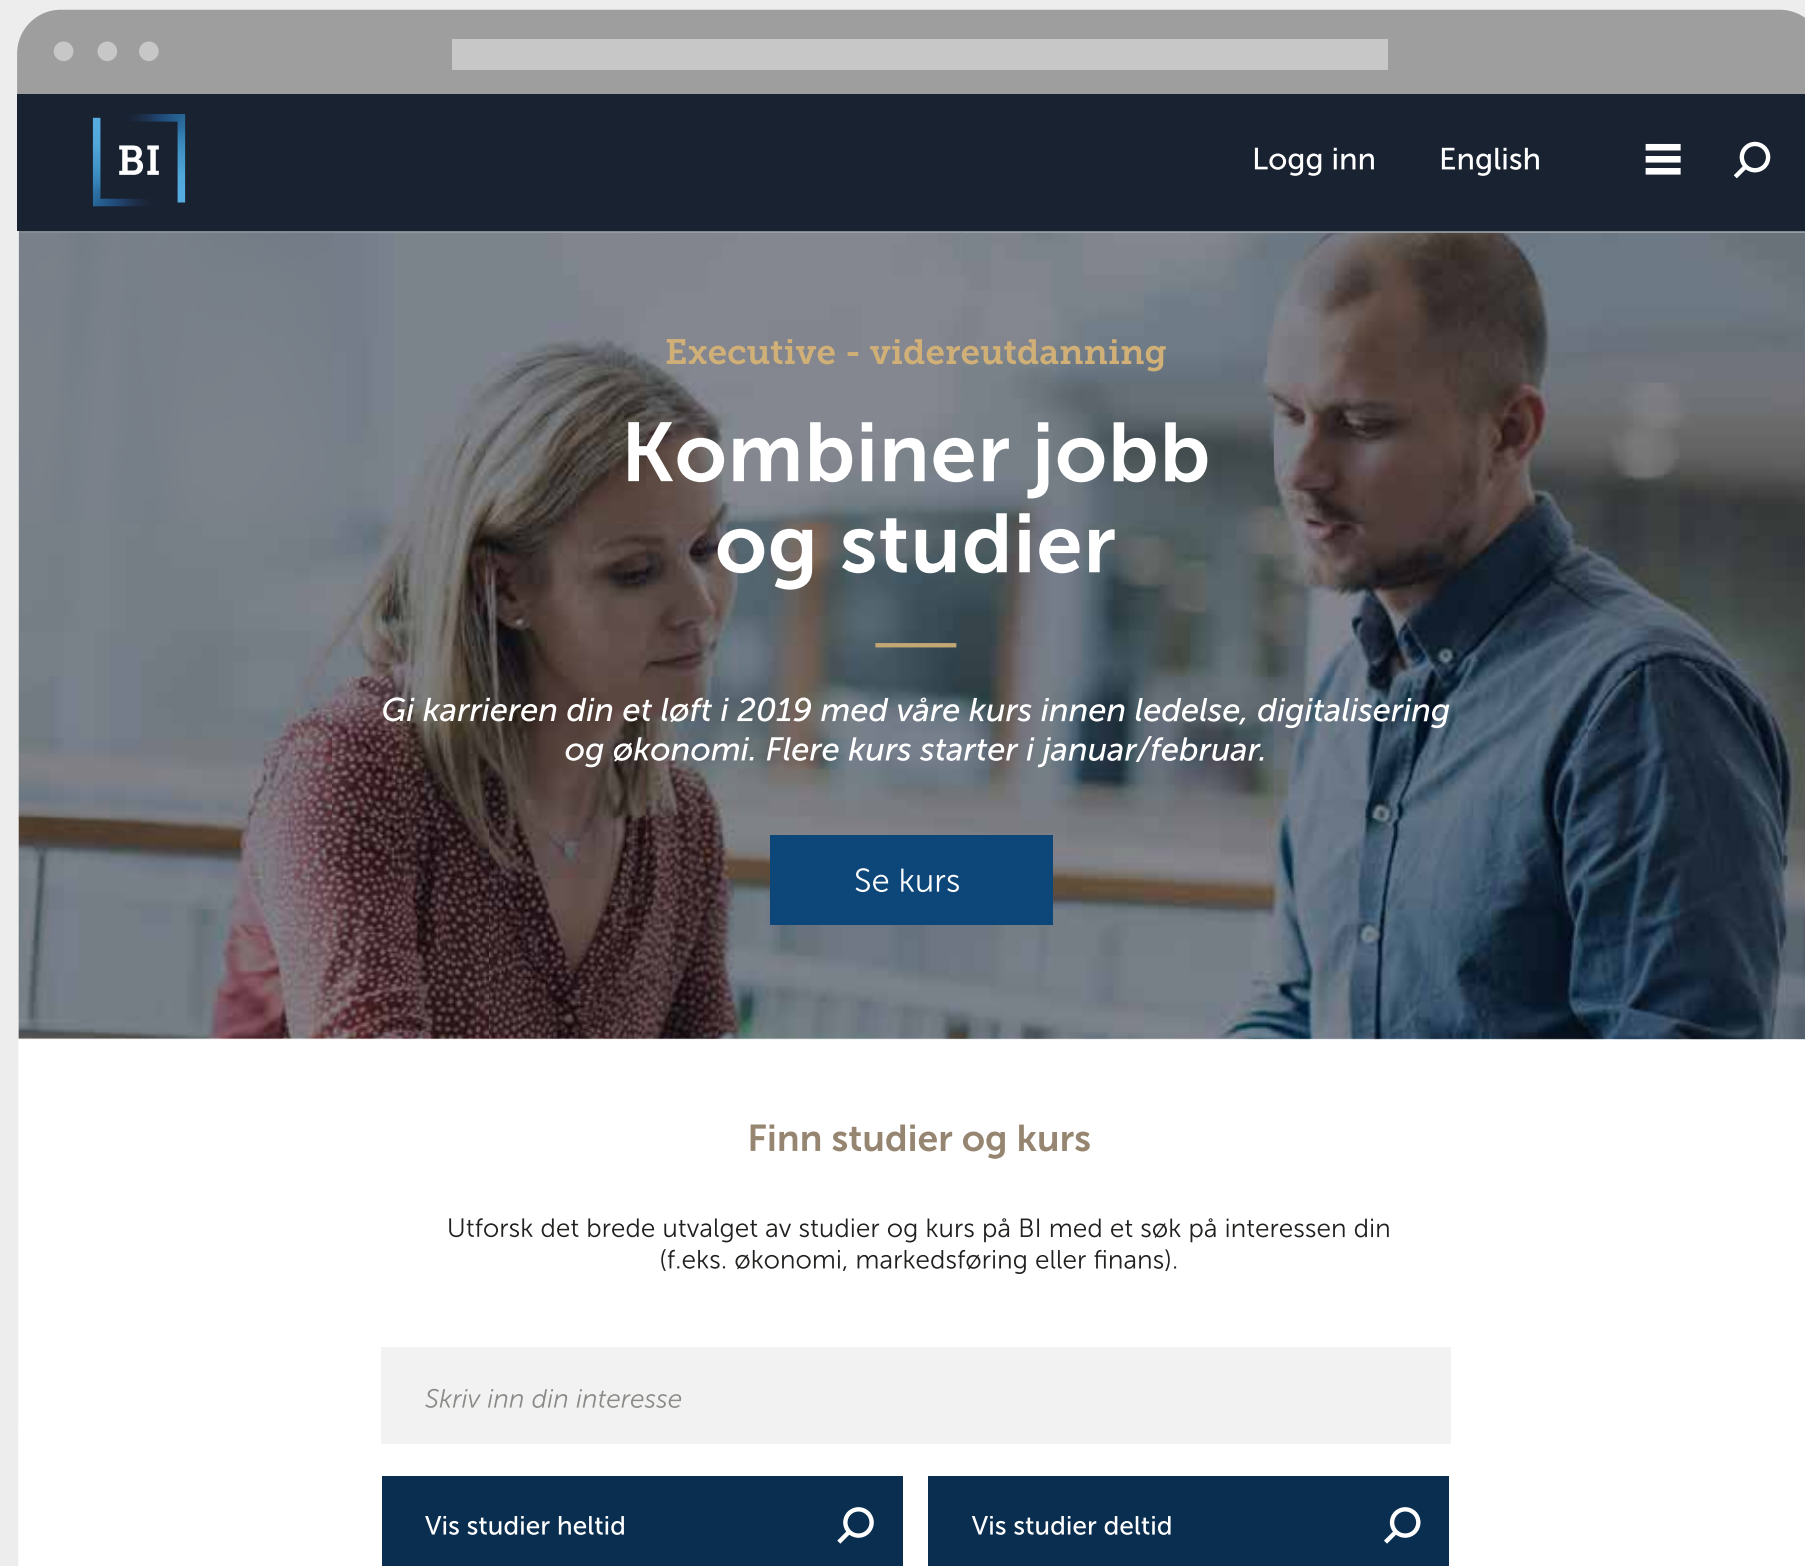 BI
Logg inn
English
Executive - videreutdanning
Kombiner jobb
og studier
Gi karrieren din et løft i 2019 med våre kurs innen ledelse, digitalisering
og økonomi. Flere kurs starter i januar/februar.
Se kurs
Finn studier og kurs
Utforsk det brede utvalget av studier og kurs på BI med et søk på interessen din
(f.eks. økonomi, markedsføring eller finans).
Skriv inn din interesse
Vis studier heltid
Vis studier deltid